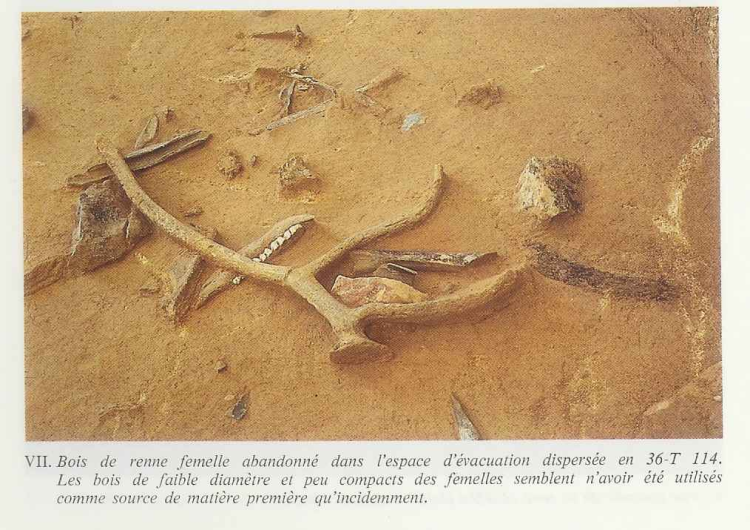 VII. Bois de renne femelle abandonné dans l'espace d'évacuation dispersée en 36-T 114.
Les bois de faible diamètre et peu compacts des femelles semblent n'avoir été utilisés
comme source de matière première qu'incidemment.